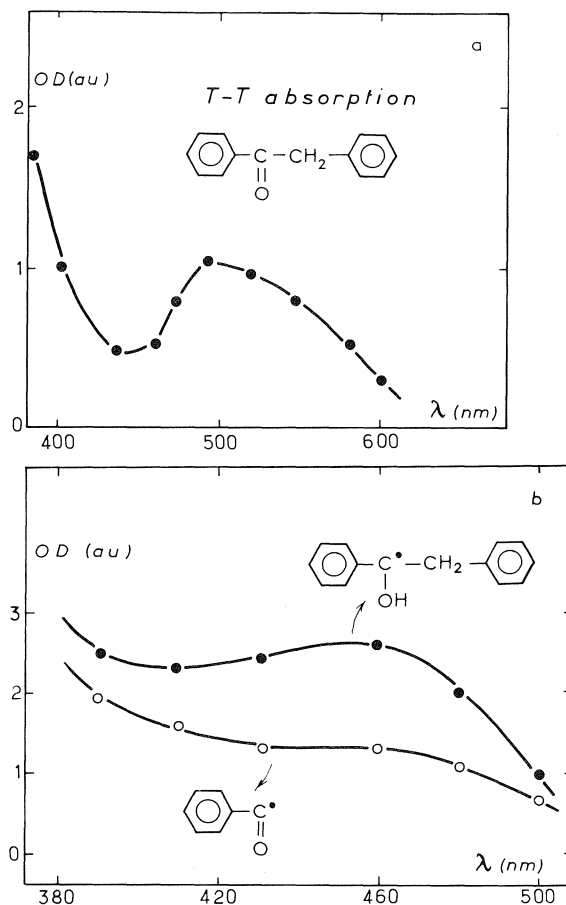 a
OD(au)
T-T absorption
C CH2
O
2
1
0
400 500 600
λ (nm)
b
OD (au)
C• CH2
OH
3
2
1
C•
O
0
λ (nm)
380 420 460 500